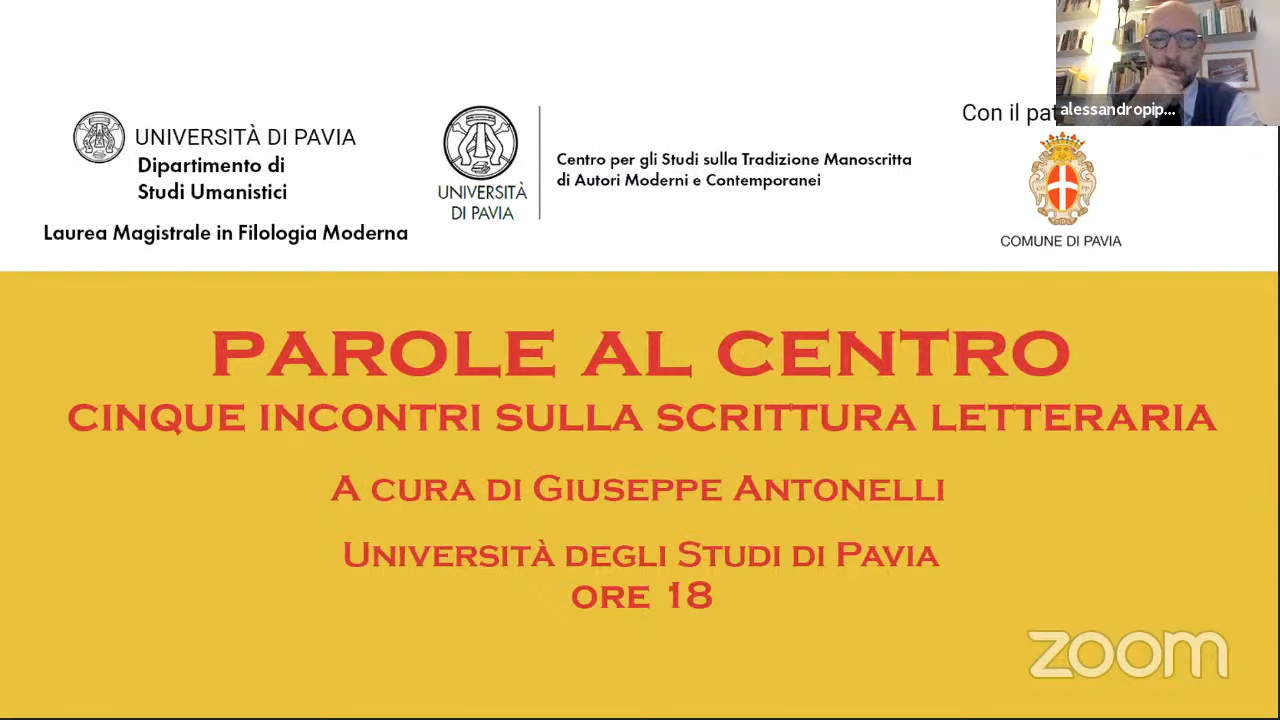 alessandropip...
Con il pat
UNIVERSITÀ DI PAVIA
Dipartimento di
Studi Umanistici
Laurea Magistrale in Filologia Moderna
UNIVERSITÀ
DI PAVIA
Centro per gli Studi sulla Tradizione Manoscritta
di Autori Moderni e Contemporanei
COMUNE DI PAVIA
PAROLE AL CENTRO
CINQUE INCONTRI SULLA SCRITTURA LETTERARIA
A CURA DI GIUSEPPE ANTONELLI
UNIVERSITÀ DEGLI STUDI DI PAVIA
ORE 18
zoom